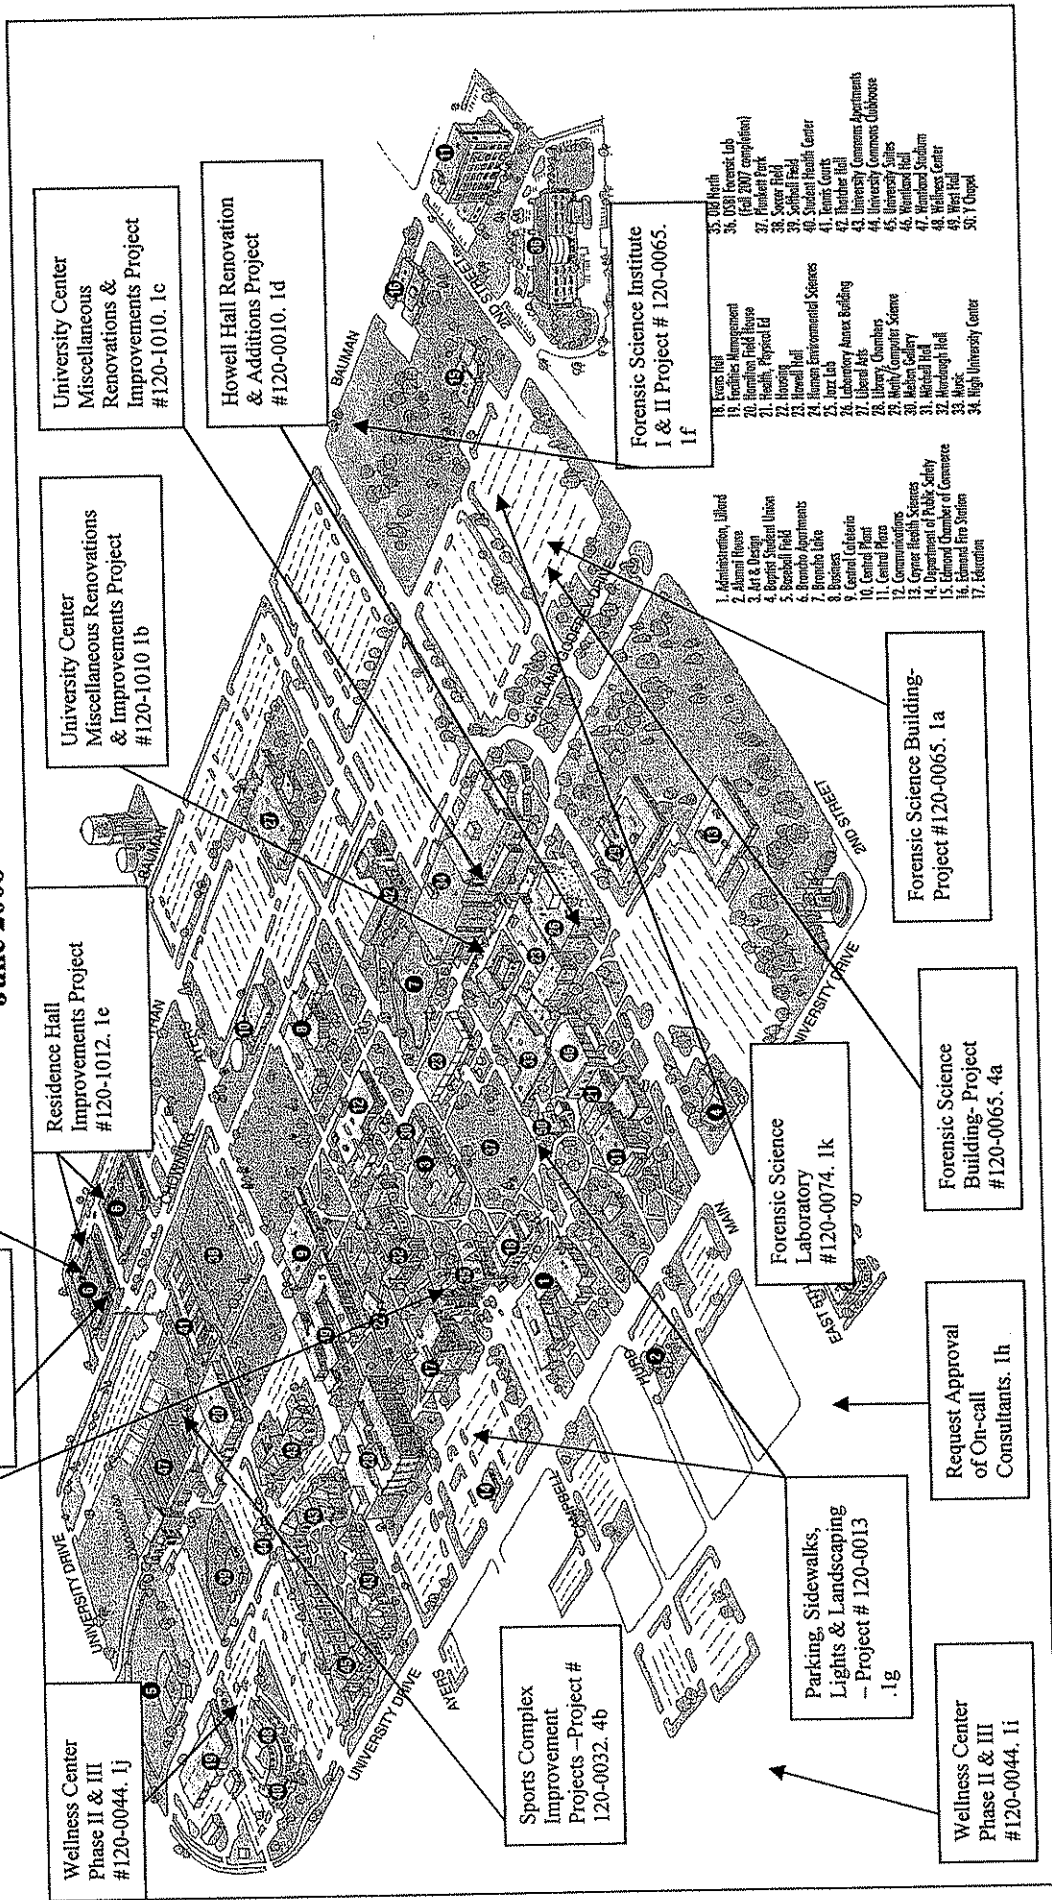 University Center
Miscellaneous
Renovations &
Improvements Project
#120-1010. 1c
Howell Hall Renovation
& Additions Project
#120-0010. 1d
Forensic Science Institute
I & II Project # 120-0065.
1f
University Center
Miscellaneous Renovations
& Improvements Project
#120-1010 1b
Residence Hall
Improvements Project
#120-1012. 1e
Wellness Center
Phase II & III
#120-0044. 1j
Sports Complex
Improvement
Projects –Project #
120-0032. 4b
Wellness Center
Phase II & III
#120-0044. 1i
Parking, Sidewalks,
Lights & Landscaping
– Project # 120-0013
.1g
Request Approval
of On-call
Consultants. 1h
Forensic Science
Laboratory
#120-0074. 1k
Forensic Science
Building- Project
#120-0065. 4a
Forensic Science Building-
Project #120-0065. 1a
UNIVERSITY DRIVE
UNIVERSITY DRIVE
AYERS
CAMPBELL
HURD
MAIN
UNIVERSITY DRIVE
2ND STREET
GARLAND GODFREY DRIVE
BAUMAN
2ND STREET
BAUMAN
CHOWNING
AYERS
1. Administration, Lillard
2. Alumni House
3. Art & Design
4. Baptist Student Union
5. Baseball Field
6. Broncho Apartments
7. Broncho Lake
8. Business
9. Central Cafeteria
10. Central Plant
11. Central Plaza
12. Communications
13. Coyner Health Sciences
14. Department of Public Safety
15. Edmond Chamber of Commerce
16. Edmond Fire Station
17. Education
18. Evans Hall
19. Facilities Management
20. Hamilton Field House
21. Health, Physical Ed
22. Housing
23. Howell Hall
24. Human Environmental Sciences
25. Jazz Lab
26. Laboratory Annex Building
27. Liberal Arts
28. Library, Chambers
29. Math/Computer Science
30. Mitchell Hall
32. Murdaugh Hall
33. Music
34. Nigh University Center
35. Old North
36. OSBI Forensic Lab
(Fall 2007 completion)
37. Plunkett Park
38. Soccer Field
39. Softball Field
40. Student Health Center
41. Tennis Courts
42. Thatcher Hall
43. University Commons Apartments
44. University Commons Clubhouse
45. University Suites
46. Wantland Hall
47. Wantland Stadium
48. Wellness Center
49. West Hall
50. Y Chapel